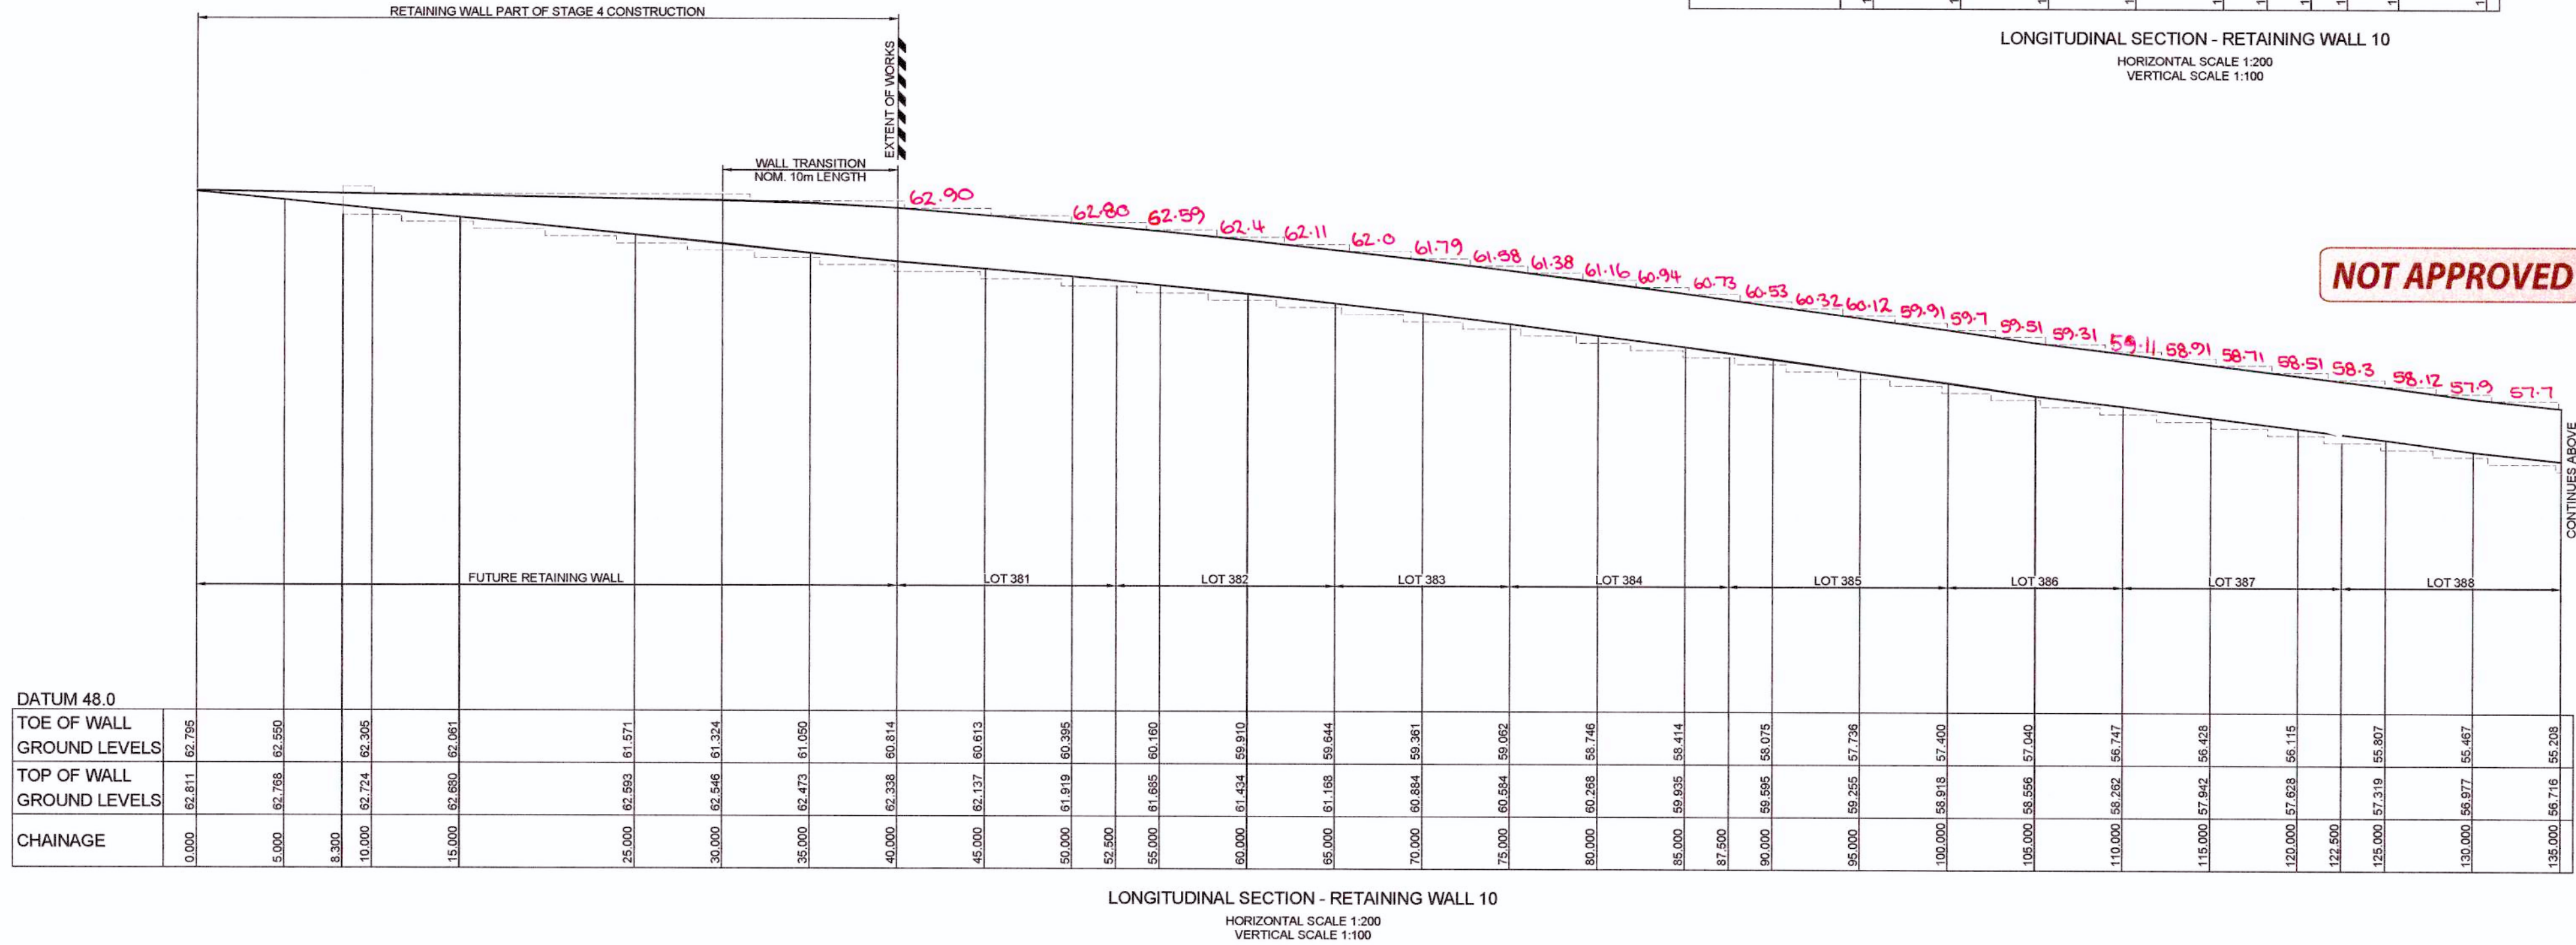 RETAINING WALL PART OF STAGE 4 CONSTRUCTION
LONGITUDINAL SECTION - RETAINING WALL 10
HORIZONTAL SCALE 1:200
VERTICAL SCALE 1:100
EXTENT OF WORKS
WALL TRANSITION
NOM. 10m LENGTH
62.90 62.80 62.59 62.4 62.11 62.0 61.79 61.58 61.38 61.16 60.94 60.73 60.53 60.32 60.12 59.91 59.7 59.51 59.31 59.11 58.91 58.71 58.51 58.3 58.12 57.9 57.7
NOT APPROVED
CONTINUES ABOVE
FUTURE RETAINING WALL LOT 381 LOT 382 LOT 383 LOT 384 LOT 385 LOT 386 LOT 387 LOT 388
DATUM 48.0
TOE OF WALL
GROUND LEVELS 62.795 62.550 62.305 62.061 61.571 61.324 61.050 60.814 60.613 60.395 60.160 59.910 59.644 59.361 59.062 58.746 58.414 58.075 57.736 57.400 57.040 56.747 56.428 56.115 55.807 55.467 55.208
TOP OF WALL
GROUND LEVELS 62.811 62.768 62.724 62.680 62.593 62.546 62.473 62.338 62.137 61.919 61.685 61.434 61.168 60.884 60.584 60.268 59.935 59.595 59.255 58.918 58.556 58.262 57.942 57.628 57.319 56.977 56.716
CHAINAGE 0.000 5.000 8.300 10.000 15.000 25.000 30.000 35.000 40.000 45.000 50.000 52.500 55.000 60.000 65.000 70.000 75.000 80.000 85.000 87.500 90.000 95.000 100.000 105.000 110.000 115.000 120.000 122.500 125.000 130.000 135.000
LONGITUDINAL SECTION - RETAINING WALL 10
HORIZONTAL SCALE 1:200
VERTICAL SCALE 1:100